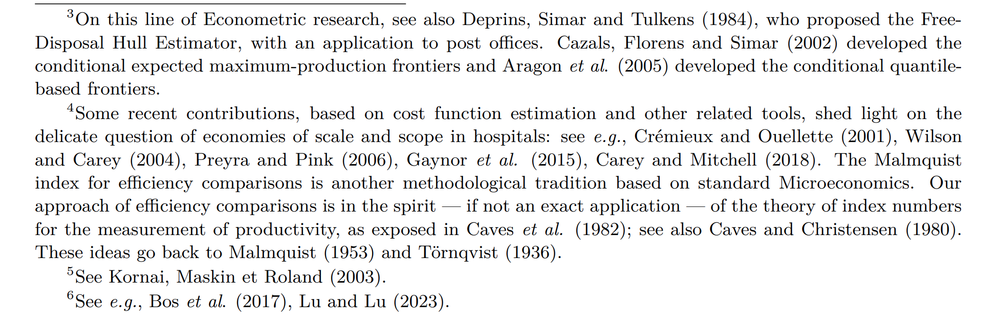 ³On this line of Econometric research, see also Deprins, Simar and Tulkens (1984), who proposed the Free-
Disposal Hull Estimator, with an application to post offices. Cazals, Florens and Simar (2002) developed the
conditional expected maximum-production frontiers and Aragon et al. (2005) developed the conditional quantile-
based frontiers.
⁴Some recent contributions, based on cost function estimation and other related tools, shed light on the
delicate question of economies of scale and scope in hospitals: see e.g., Crémieux and Ouellette (2001), Wilson
and Carey (2004), Preyra and Pink (2006), Gaynor et al. (2015), Carey and Mitchell (2018). The Malmquist
index for efficiency comparisons is another methodological tradition based on standard Microeconomics. Our
approach of efficiency comparisons is in the spirit — if not an exact application — of the theory of index numbers
for the measurement of productivity, as exposed in Caves et al. (1982); see also Caves and Christensen (1980).
These ideas go back to Malmquist (1953) and Törnqvist (1936).
⁵See Kornai, Maskin et Roland (2003).
⁶See e.g., Bos et al. (2017), Lu and Lu (2023).